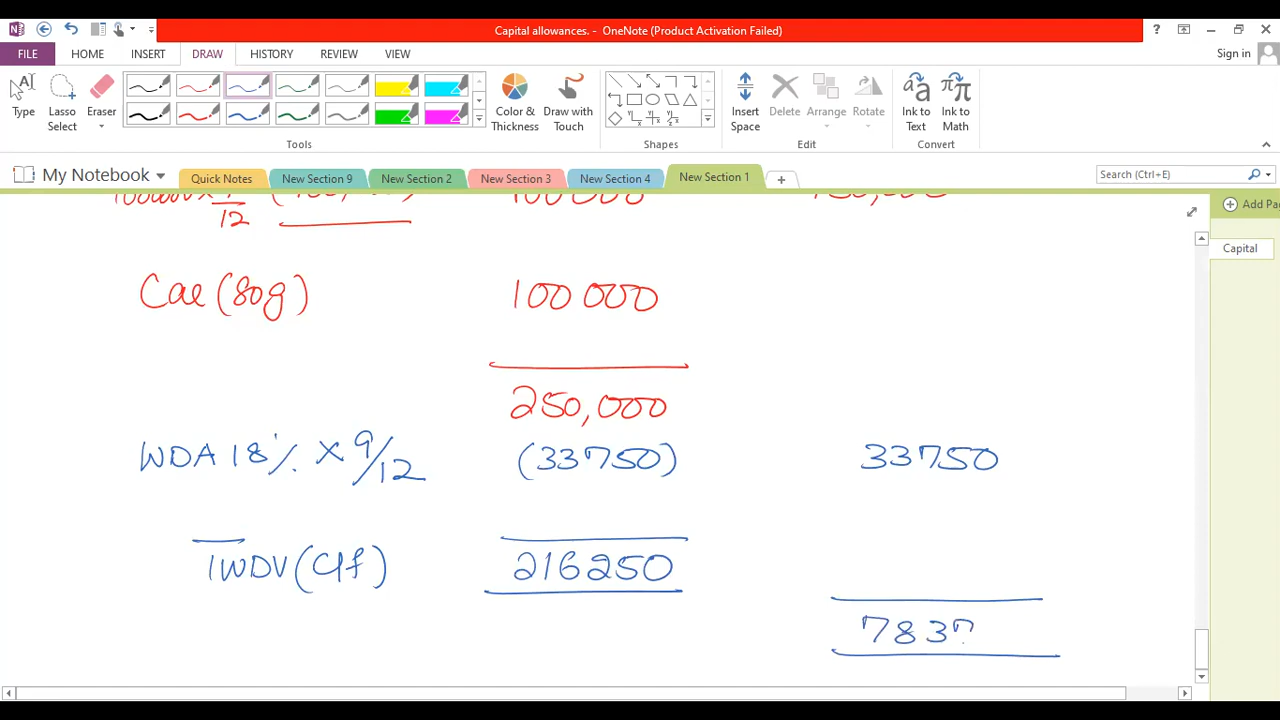 Capital allowances. - OneNote (Product Activation Failed)
FILE HOME INSERT DRAW HISTORY REVIEW VIEW Sign in
Type Lasso Select Eraser Color & Thickness Draw with Touch Insert Space Delete Arrange Rotate Ink to Text Ink to Math
Tools Shapes Edit Convert
My Notebook Quick Notes New Section 9 New Section 2 New Section 3 New Section 4 New Section 1 Search (Ctrl+E)
Add Pa
Capital
12 100000
Cae (80g) 100 000
250,000
WDA 18% X 9/12 (33750) 33750
TWDV (C/f) 216250
7837